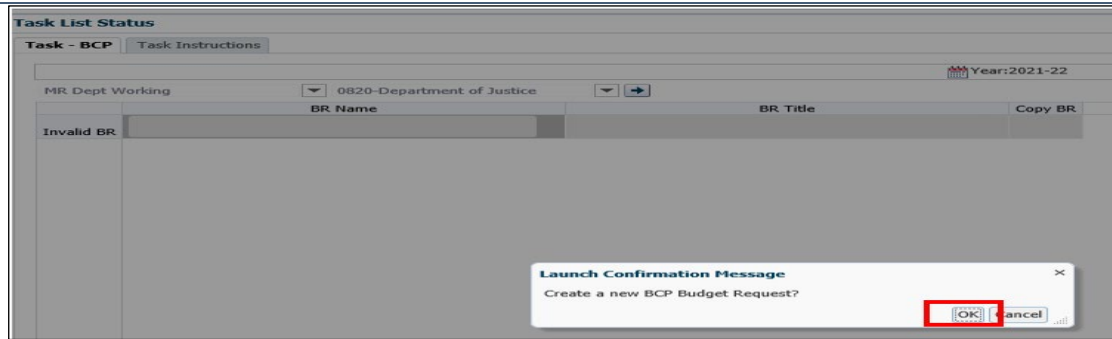 Task List Status
Task - BCP Task Instructions
Year:2021-22
MR Dept Working 0820-Department of Justice
BR Name BR Title Copy BR
Invalid BR
Launch Confirmation Message
Create a new BCP Budget Request?
OK Cancel